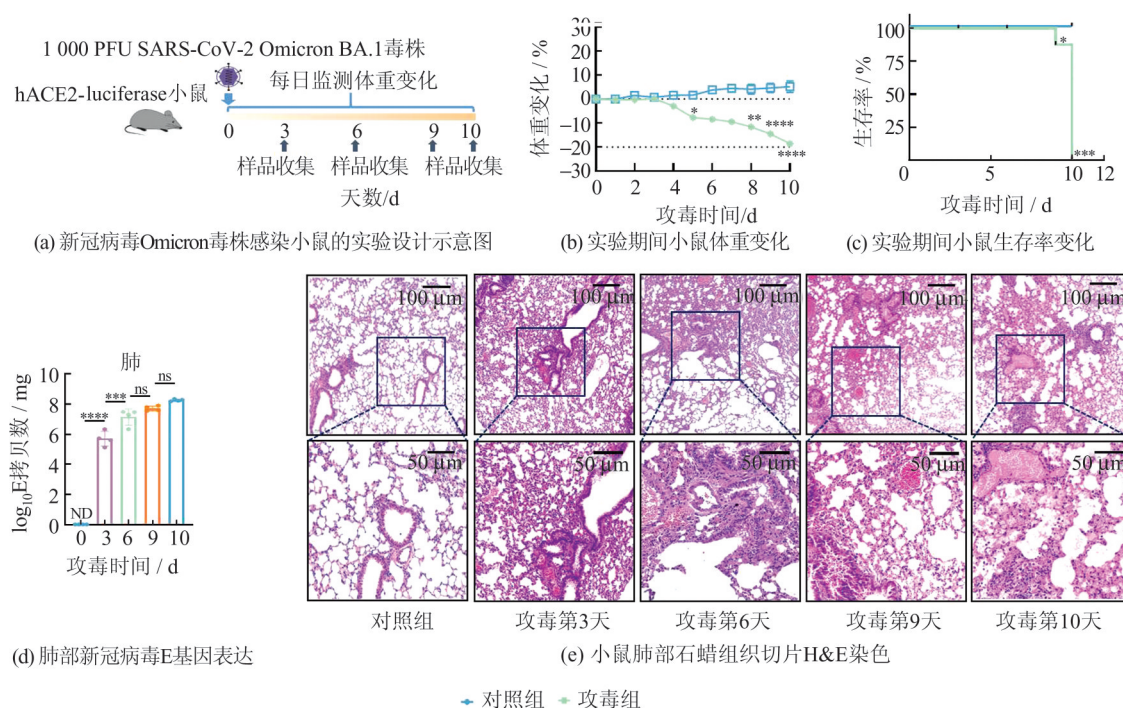 1 000 PFU SARS-CoV-2 Omicron BA.1毒株
hACE2-luciferase小鼠
每日监测体重变化
0 3 6 9 10
样品收集 样品收集 样品收集
天数/d
(a) 新冠病毒Omicron毒株感染小鼠的实验设计示意图
体重变化 / %
30
20
10
0
−10
−20
−30
* ** **** ****
0 2 4 6 8 10
攻毒时间/d
(b) 实验期间小鼠体重变化
生存率 / %
100
75
50
25
* ***
0 5 10 12
攻毒时间 / d
(c) 实验期间小鼠生存率变化
肺
log₁₀E拷贝数 / mg
10
8
6
4
2
0
ND **** *** ns ns
0 3 6 9 10
攻毒时间 / d
(d) 肺部新冠病毒E基因表达
100 μm 100 μm 100 μm 100 μm 100 μm
50 μm 50 μm 50 μm 50 μm 50 μm
对照组 攻毒第3天 攻毒第6天 攻毒第9天 攻毒第10天
(e) 小鼠肺部石蜡组织切片H&E染色
对照组 攻毒组